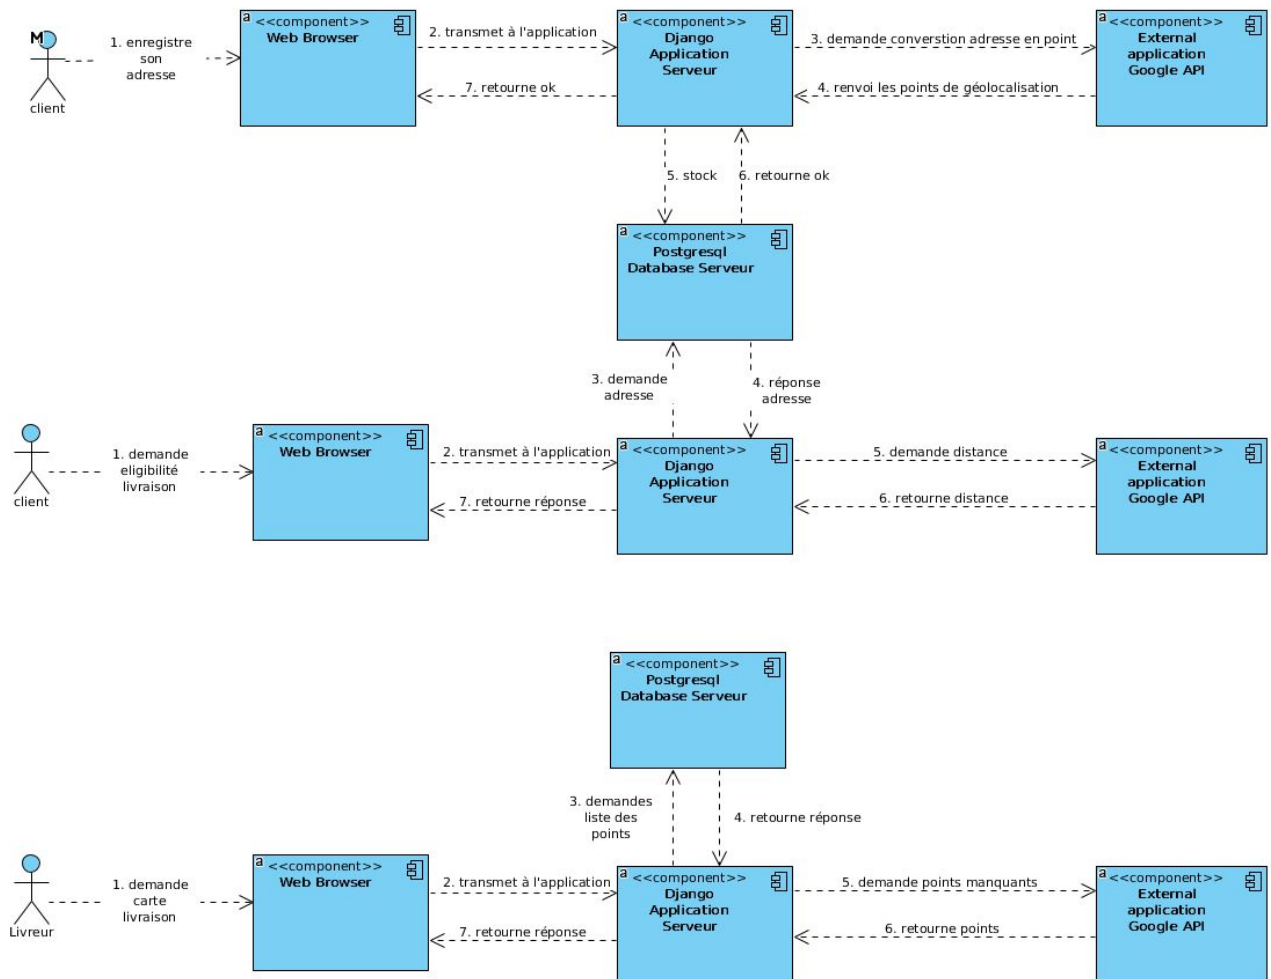 a <<component>>
Web Browser
a <<component>>
Django
Application
Serveur
a <<component>>
External
application
Google API
M
client
1. enregistre
son
adresse
2. transmet à l'application
7. retourne ok
3. demande converstion adresse en point
4. renvoi les points de géolocalisation
5. stock
6. retourne ok
a <<component>>
Postgresql
Database Serveur
3. demande
adresse
4. réponse
adresse
client
1. demande
eligibilité
livraison
a <<component>>
Web Browser
2. transmet à l'application
7. retourne réponse
a <<component>>
Django
Application
Serveur
5. demande distance
6. retourne distance
a <<component>>
External
application
Google API
a <<component>>
Postgresql
Database Serveur
3. demandes
liste des
points
4. retourne réponse
Livreur
1. demande
carte
livraison
a <<component>>
Web Browser
2. transmet à l'application
7. retourne réponse
a <<component>>
Django
Application
Serveur
5. demande points manquants
6. retourne points
a <<component>>
External
application
Google API